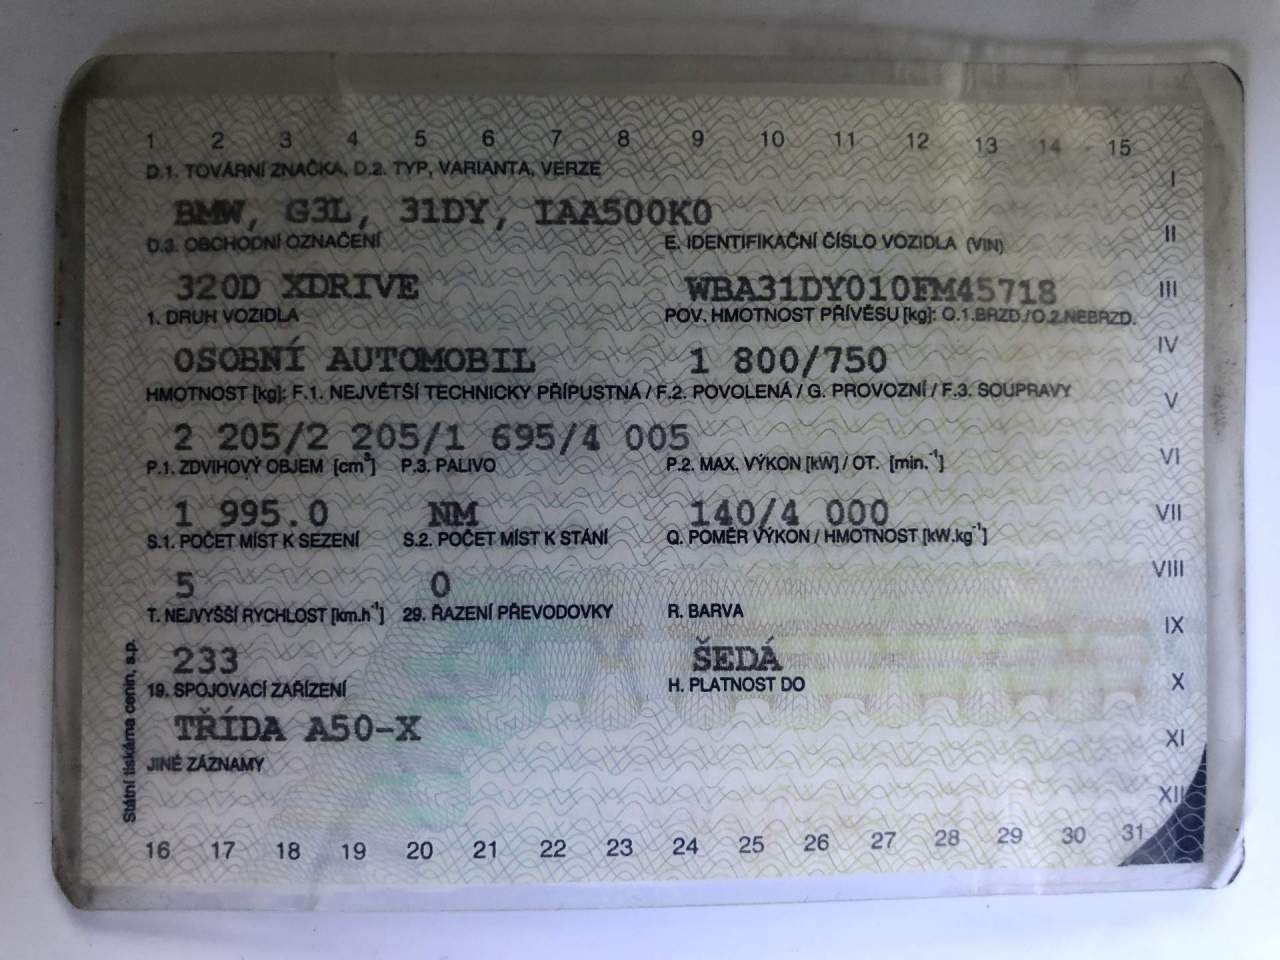 1 2 3 4 5 6 7 8 9 10 11 12 13 14 15
D.1. TOVÁRNÍ ZNAČKA, D.2. TYP, VARIANTA, VERZE
I
BMW, G3L, 31DY, IAA500K0
II
D.3. OBCHODNÍ OZNAČENÍ E. IDENTIFIKAČNÍ ČÍSLO VOZIDLA (VIN)
320D XDRIVE WBA31DY010FM45718
III
1. DRUH VOZIDLA POV. HMOTNOST PŘÍVĚSU [kg]: O.1.BRZD./O.2.NEBRZD.
IV
OSOBNÍ AUTOMOBIL 1 800/750
HMOTNOST [kg]: F.1. NEJVĚTŠÍ TECHNICKY PŘÍPUSTNÁ / F.2. POVOLENÁ / G. PROVOZNÍ / F.3. SOUPRAVY
V
2 205/2 205/1 695/4 005
P.1. ZDVIHOVÝ OBJEM [cm³] P.3. PALIVO P.2. MAX. VÝKON [kW] / OT. [min.⁻¹]
VI
1 995.0 NM 140/4 000
VII
S.1. POČET MÍST K SEZENÍ S.2. POČET MÍST K STÁNÍ Q. POMĚR VÝKON / HMOTNOST [kW.kg⁻¹]
VIII
5 0
T. NEJVYŠŠÍ RYCHLOST [km.h⁻¹] 29. ŘAZENÍ PŘEVODOVKY R. BARVA
IX
233 ŠEDÁ
19. SPOJOVACÍ ZAŘÍZENÍ H. PLATNOST DO
X
TŘÍDA A50-X
XI
JINÉ ZÁZNAMY
XII
Státní tiskárna cenin, s.p.
16 17 18 19 20 21 22 23 24 25 26 27 28 29 30 31